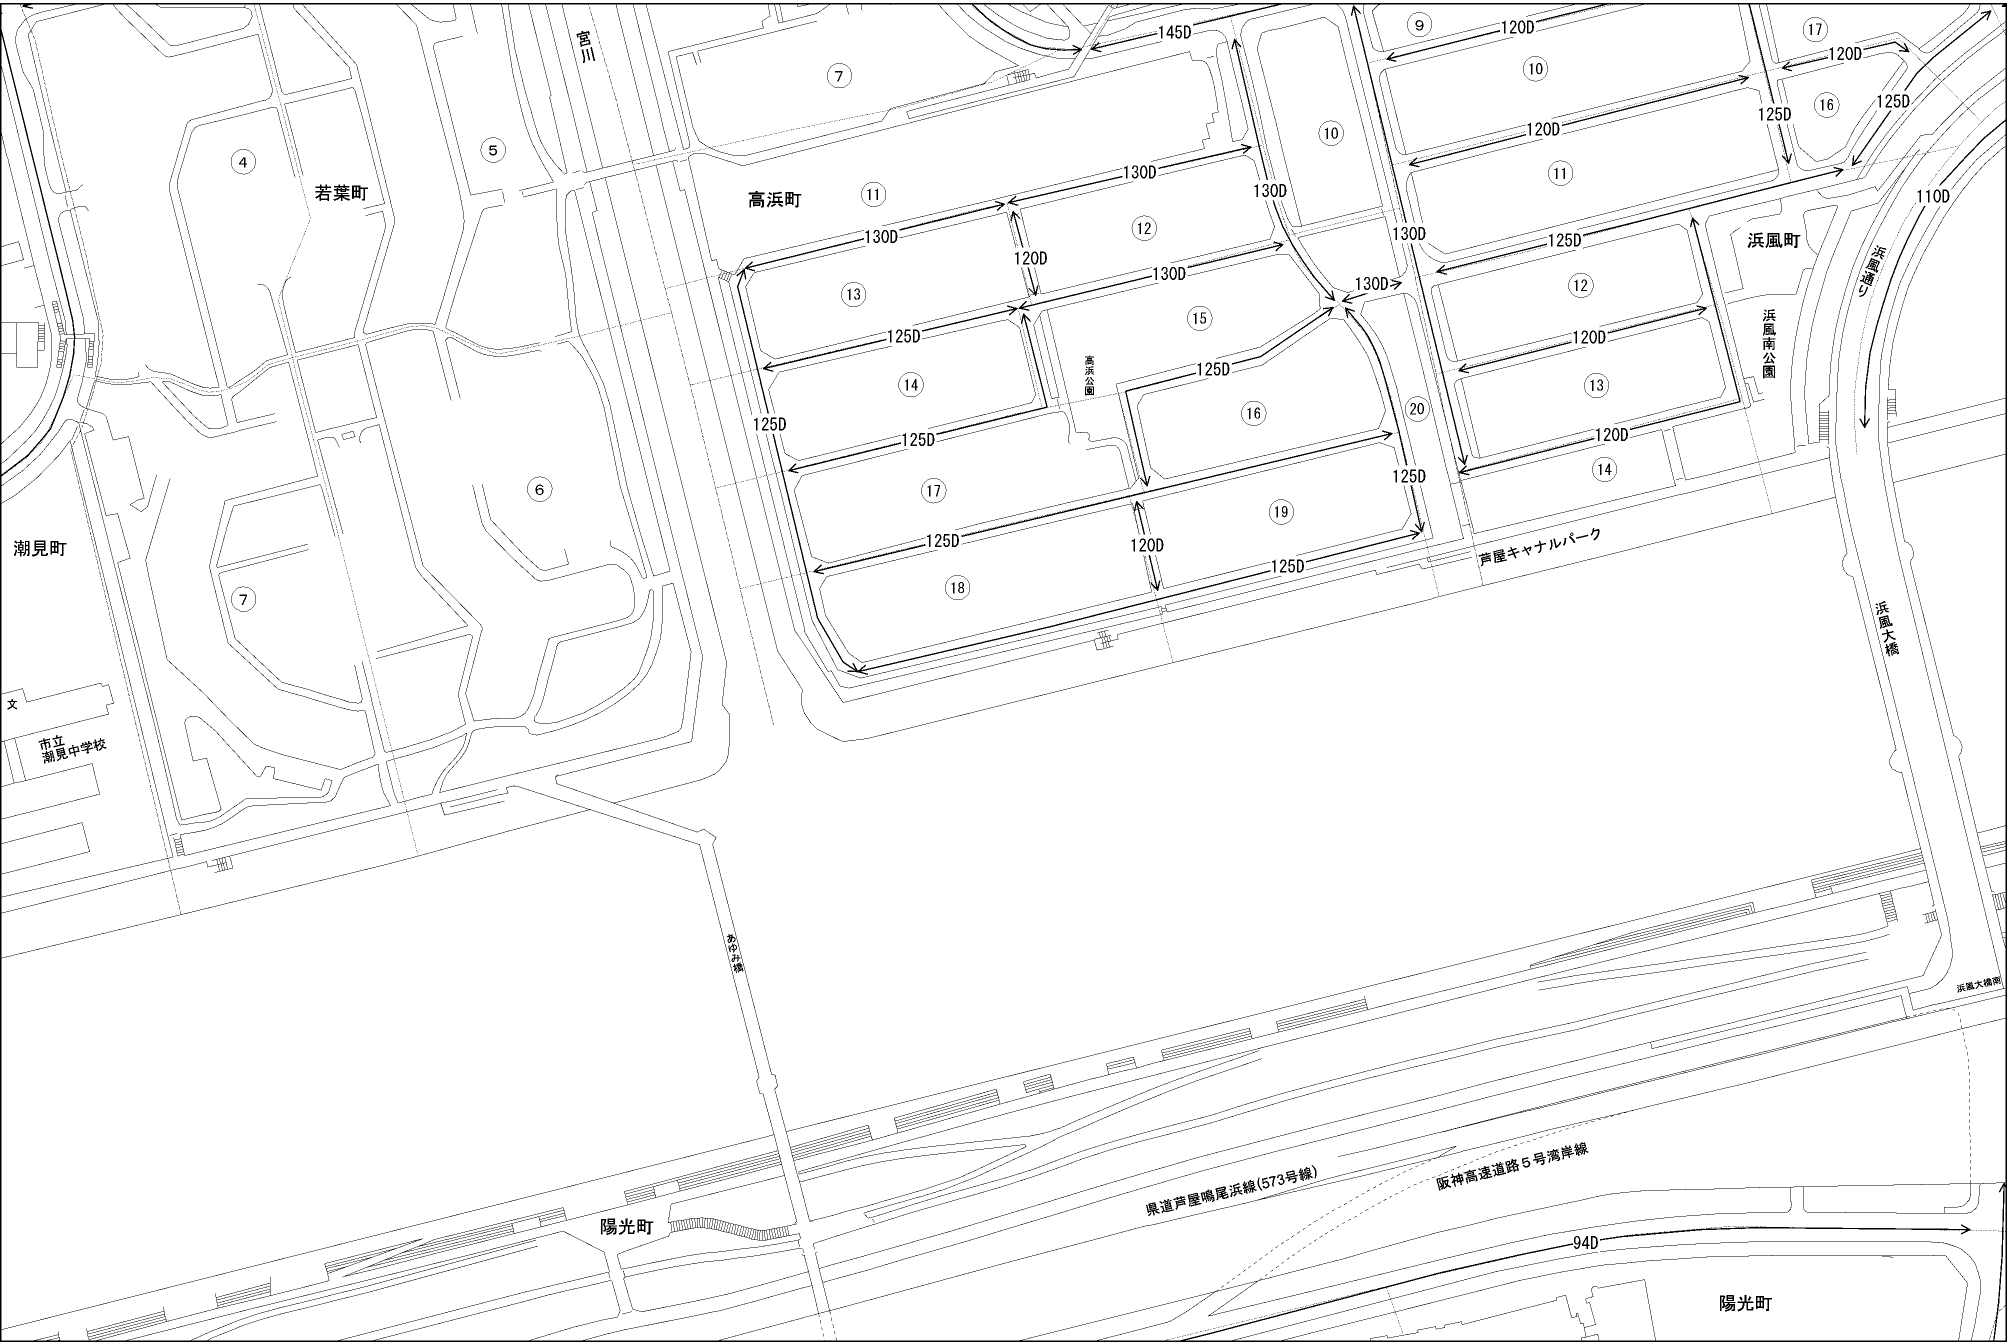 145D
120D
⑨
⑰
120D
宮川
⑦
⑩
125D
⑯
125D
④
⑤
⑩
120D
若葉町
高浜町
⑪
130D
130D
⑪
110D
130D
⑫
130D
125D
浜風町
浜風通り
120D
130D
130D
⑬
⑫
⑮
浜風南公園
125D
120D
高浜公園
125D
⑭
⑬
⑯
⑳
125D
125D
120D
⑭
125D
⑥
⑰
⑲
潮見町
125D
120D
125D
芦屋キャナルパーク
⑱
⑦
浜風大橋
文
市立
潮見中学校
あゆみ橋
浜風大橋南
県道芦屋鳴尾浜線(573号線)
阪神高速道路5号湾岸線
陽光町
94D
陽光町